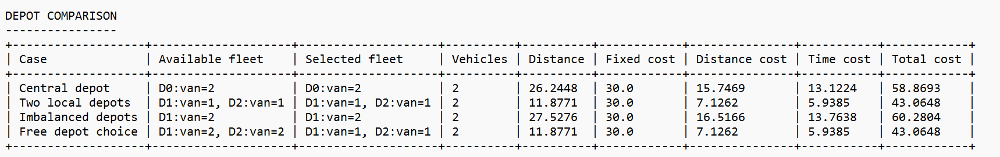 DEPOT COMPARISON
----------------
+-------------------+--------------------+--------------------+----------+----------+------------+---------------+-----------+------------+
| Case              | Available fleet    | Selected fleet     | Vehicles | Distance | Fixed cost | Distance cost | Time cost | Total cost |
+-------------------+--------------------+--------------------+----------+----------+------------+---------------+-----------+------------+
| Central depot     | D0:van=2           | D0:van=2           | 2        | 26.2448  | 30.0       | 15.7469       | 13.1224   | 58.8693    |
| Two local depots  | D1:van=1, D2:van=1 | D1:van=1, D2:van=1 | 2        | 11.8771  | 30.0       | 7.1262        | 5.9385    | 43.0648    |
| Imbalanced depots | D1:van=2           | D1:van=2           | 2        | 27.5276  | 30.0       | 16.5166       | 13.7638   | 60.2804    |
| Free depot choice | D1:van=2, D2:van=2 | D1:van=1, D2:van=1 | 2        | 11.8771  | 30.0       | 7.1262        | 5.9385    | 43.0648    |
+-------------------+--------------------+--------------------+----------+----------+------------+---------------+-----------+------------+